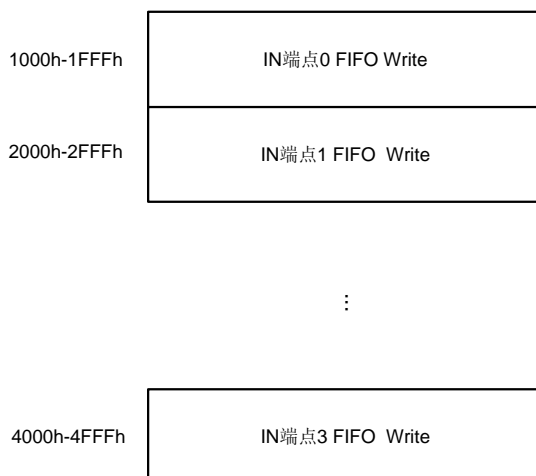 1000h-1FFFh IN端点0 FIFO Write
2000h-2FFFh IN端点1 FIFO Write
⋮
4000h-4FFFh IN端点3 FIFO Write